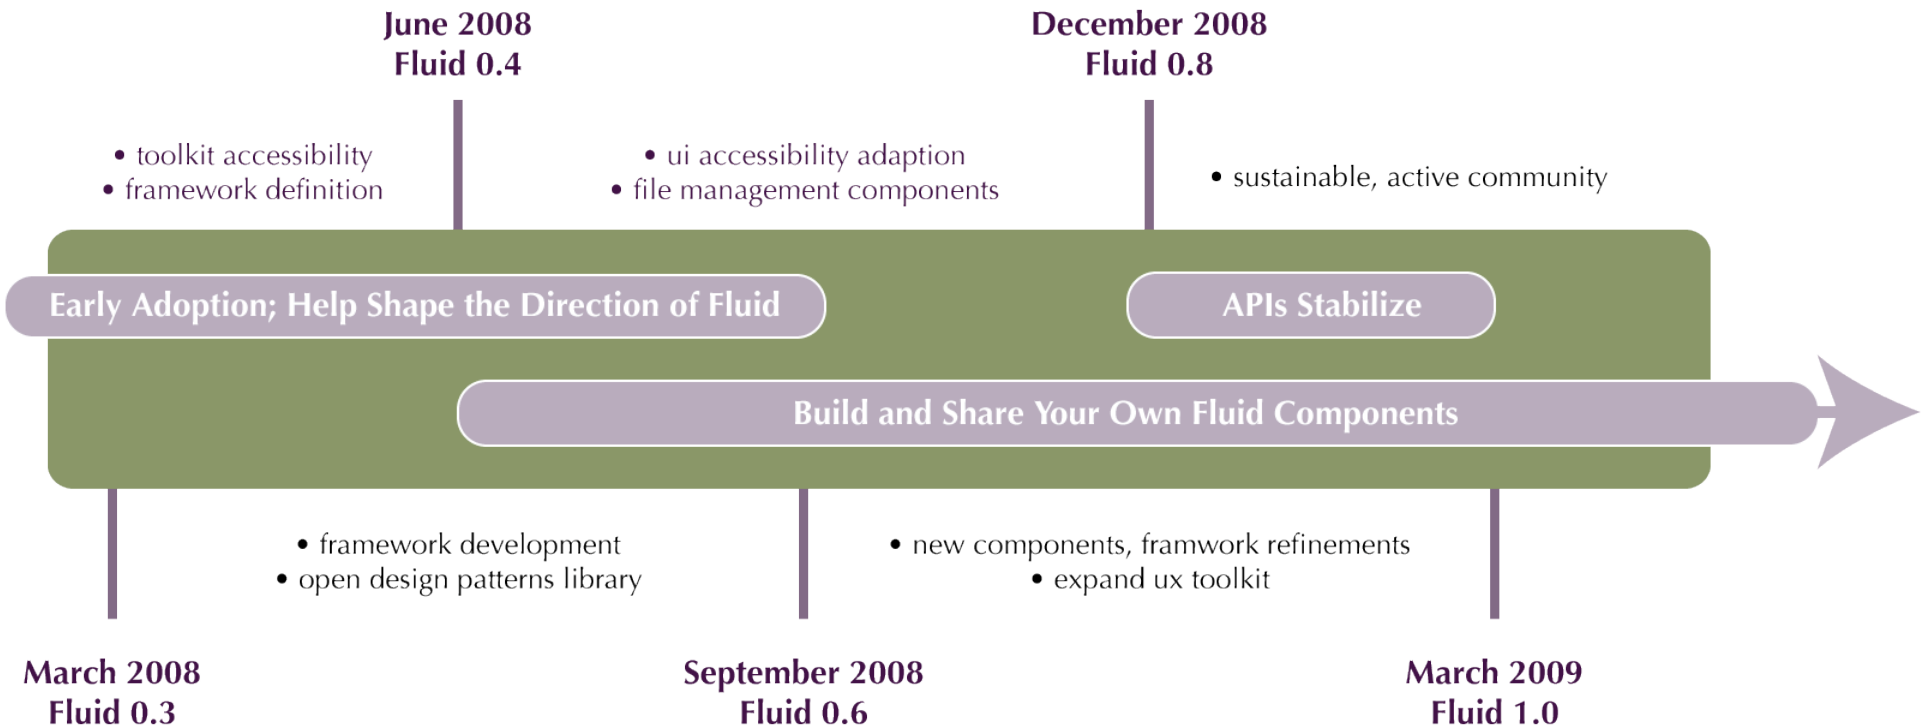 June 2008
Fluid 0.4
December 2008
Fluid 0.8
• toolkit accessibility
• framework definition
• ui accessibility adaption
• file management components
• sustainable, active community
Early Adoption; Help Shape the Direction of Fluid
APIs Stabilize
Build and Share Your Own Fluid Components
• framework development
• open design patterns library
• new components, framwork refinements
• expand ux toolkit
March 2008
Fluid 0.3
September 2008
Fluid 0.6
March 2009
Fluid 1.0